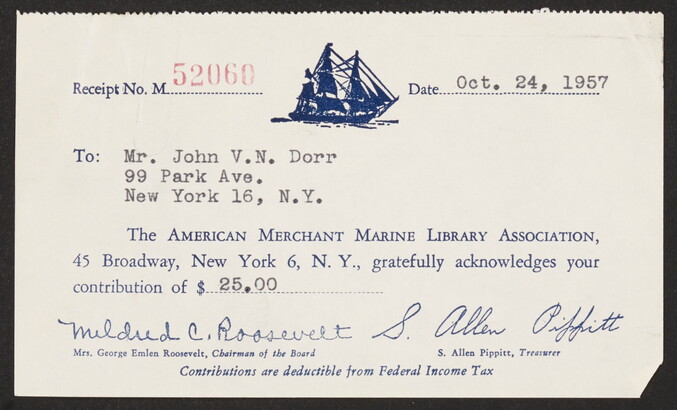 Receipt No. M 52060 Date Oct. 24, 1957
To: Mr. John V.N. Dorr
99 Park Ave.
New York 16, N.Y.
The American Merchant Marine Library Association,
45 Broadway, New York 6, N. Y., gratefully acknowledges your
contribution of $ 25.00
Mildred C. Roosevelt S. Allen Pippitt
Mrs. George Emlen Roosevelt, Chairman of the Board S. Allen Pippitt, Treasurer
Contributions are deductible from Federal Income Tax